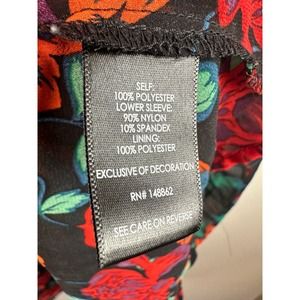 SELF:
100% POLYESTER
LOWER SLEEVE:
90% NYLON
10% SPANDEX
LINING:
100% POLYESTER
EXCLUSIVE OF DECORATION
RN# 148862
SEE CARE ON REVERSE